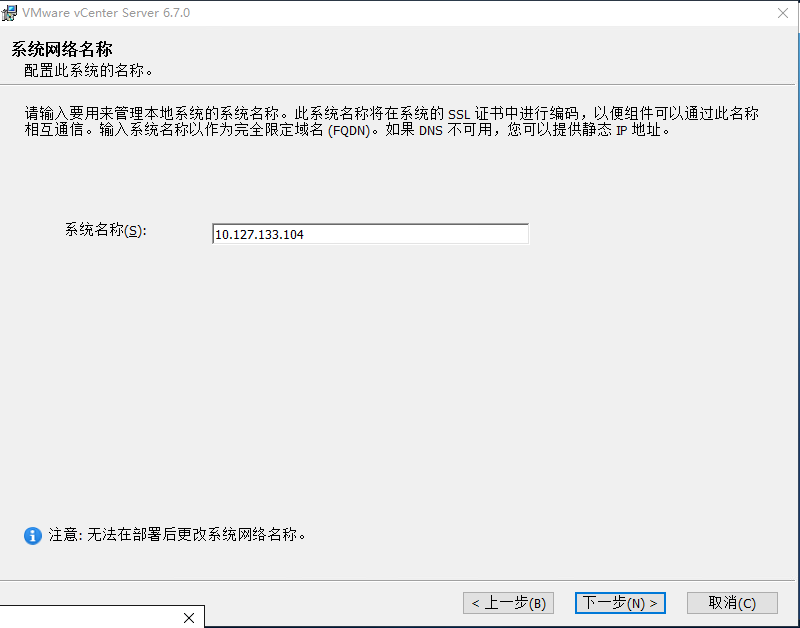 VMware vCenter Server 6.7.0
系统网络名称
配置此系统的名称。
请输入要用来管理本地系统的系统名称。此系统名称将在系统的 SSL 证书中进行编码，以便组件可以通过此名称
相互通信。输入系统名称以作为完全限定域名 (FQDN)。如果 DNS 不可用，您可以提供静态 IP 地址。
系统名称(S): 10.127.133.104
注意: 无法在部署后更改系统网络名称。
< 上一步(B) 下一步(N) > 取消(C)